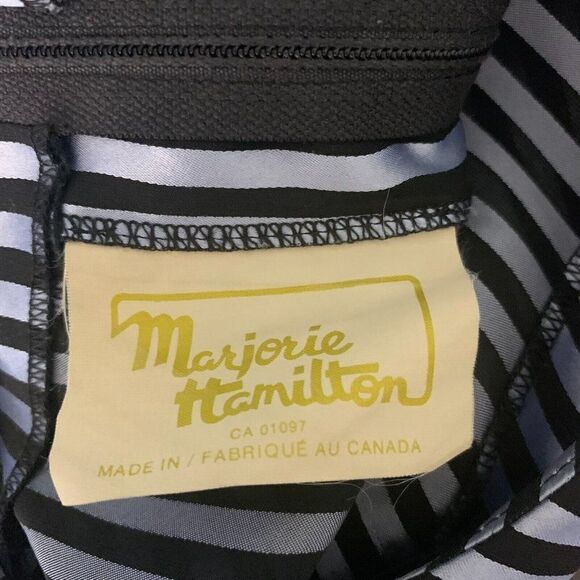 Marjorie
Hamilton
CA 01097
MADE IN / FABRIQUÉ AU CANADA